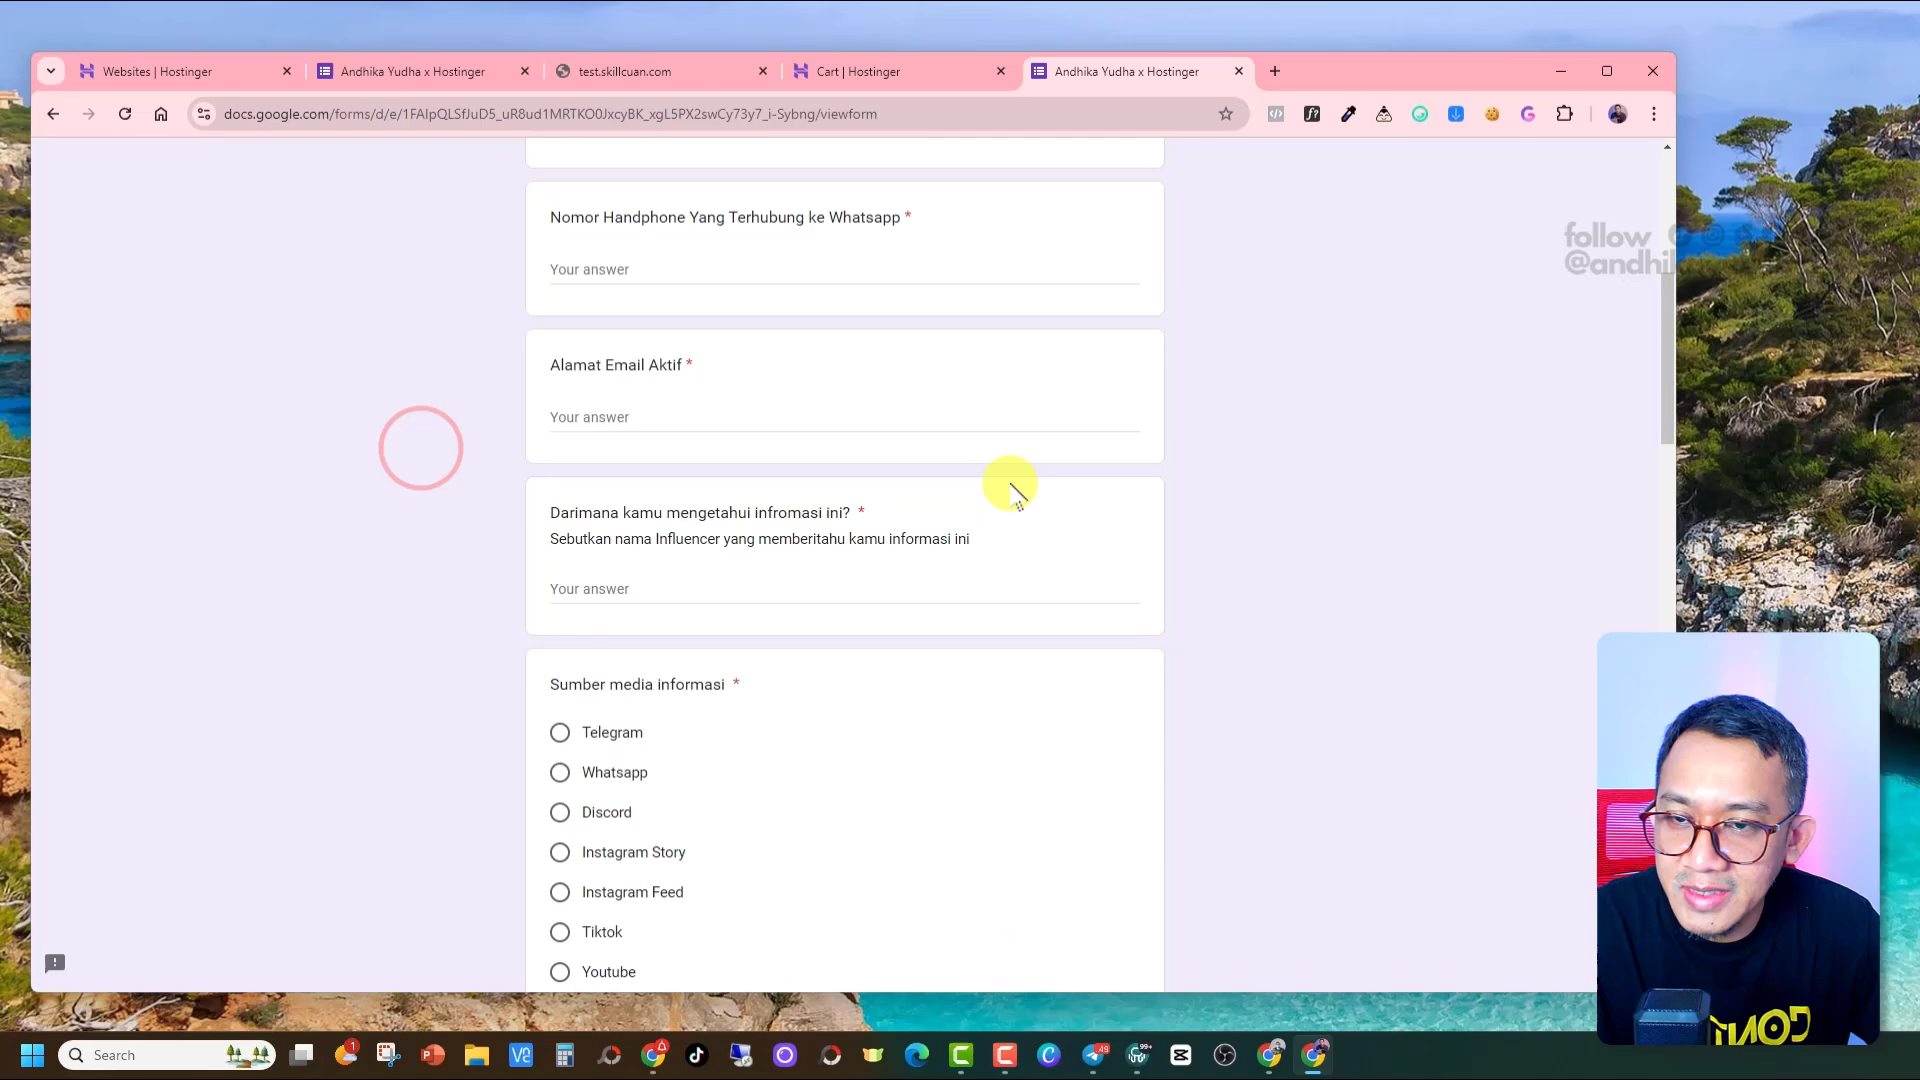 Websites | Hostinger
Andhika Yudha x Hostinger
test.skillcuan.com
Cart | Hostinger
Andhika Yudha x Hostinger
docs.google.com/forms/d/e/1FAIpQLSfJuD5_uR8ud1MRTKO0JxcyBK_xgL5PX2swCy73y7_i-Sybng/viewform
follow
@andhi
Nomor Handphone Yang Terhubung ke Whatsapp *
Your answer
Alamat Email Aktif *
Your answer
Darimana kamu mengetahui infromasi ini? *
Sebutkan nama Influencer yang memberitahu kamu informasi ini
Your answer
Sumber media informasi *
Telegram
Whatsapp
Discord
Instagram Story
Instagram Feed
Tiktok
Youtube
Search